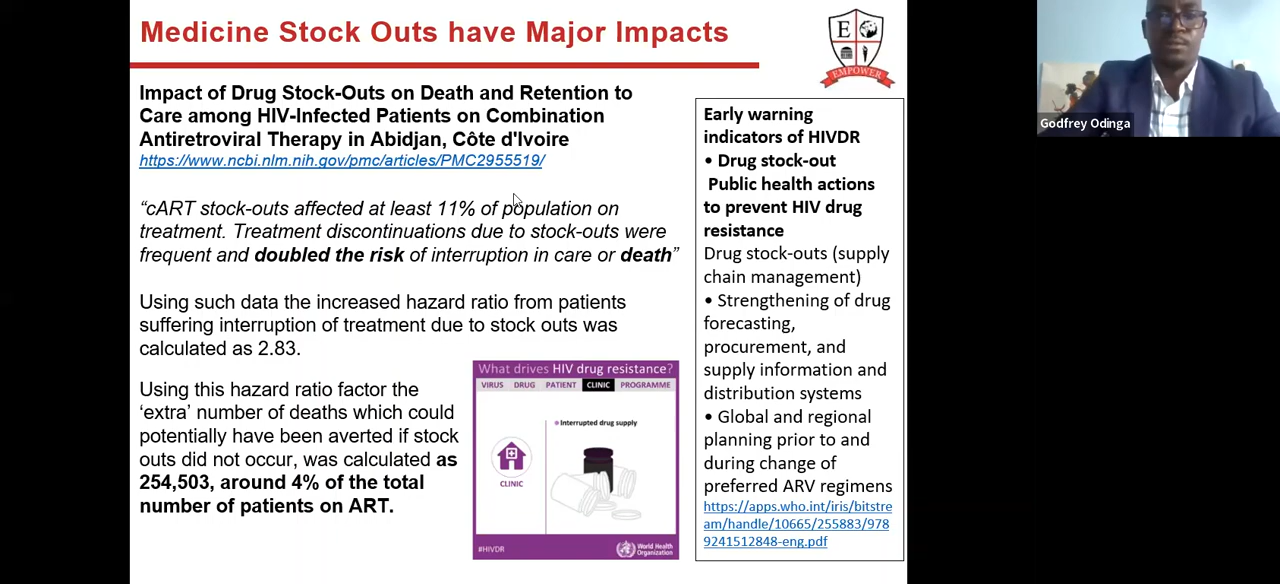 Medicine Stock Outs have Major Impacts
E
EMPOWER
Impact of Drug Stock-Outs on Death and Retention to
Care among HIV-Infected Patients on Combination
Antiretroviral Therapy in Abidjan, Côte d'Ivoire
https://www.ncbi.nlm.nih.gov/pmc/articles/PMC2955519/
“cART stock-outs affected at least 11% of population on
treatment. Treatment discontinuations due to stock-outs were
frequent and doubled the risk of interruption in care or death”
Using such data the increased hazard ratio from patients
suffering interruption of treatment due to stock outs was
calculated as 2.83.
Using this hazard ratio factor the
‘extra’ number of deaths which could
potentially have been averted if stock
outs did not occur, was calculated as
254,503, around 4% of the total
number of patients on ART.
What drives HIV drug resistance?
VIRUS DRUG PATIENT CLINIC PROGRAMME
Interrupted drug supply
CLINIC
#HIVDR
World Health
Organization
Early warning
indicators of HIVDR
• Drug stock-out
Public health actions
to prevent HIV drug
resistance
Drug stock-outs (supply
chain management)
• Strengthening of drug
forecasting,
procurement, and
supply information and
distribution systems
• Global and regional
planning prior to and
during change of
preferred ARV regimens
https://apps.who.int/iris/bitstre
am/handle/10665/255883/978
9241512848-eng.pdf
Godfrey Odinga